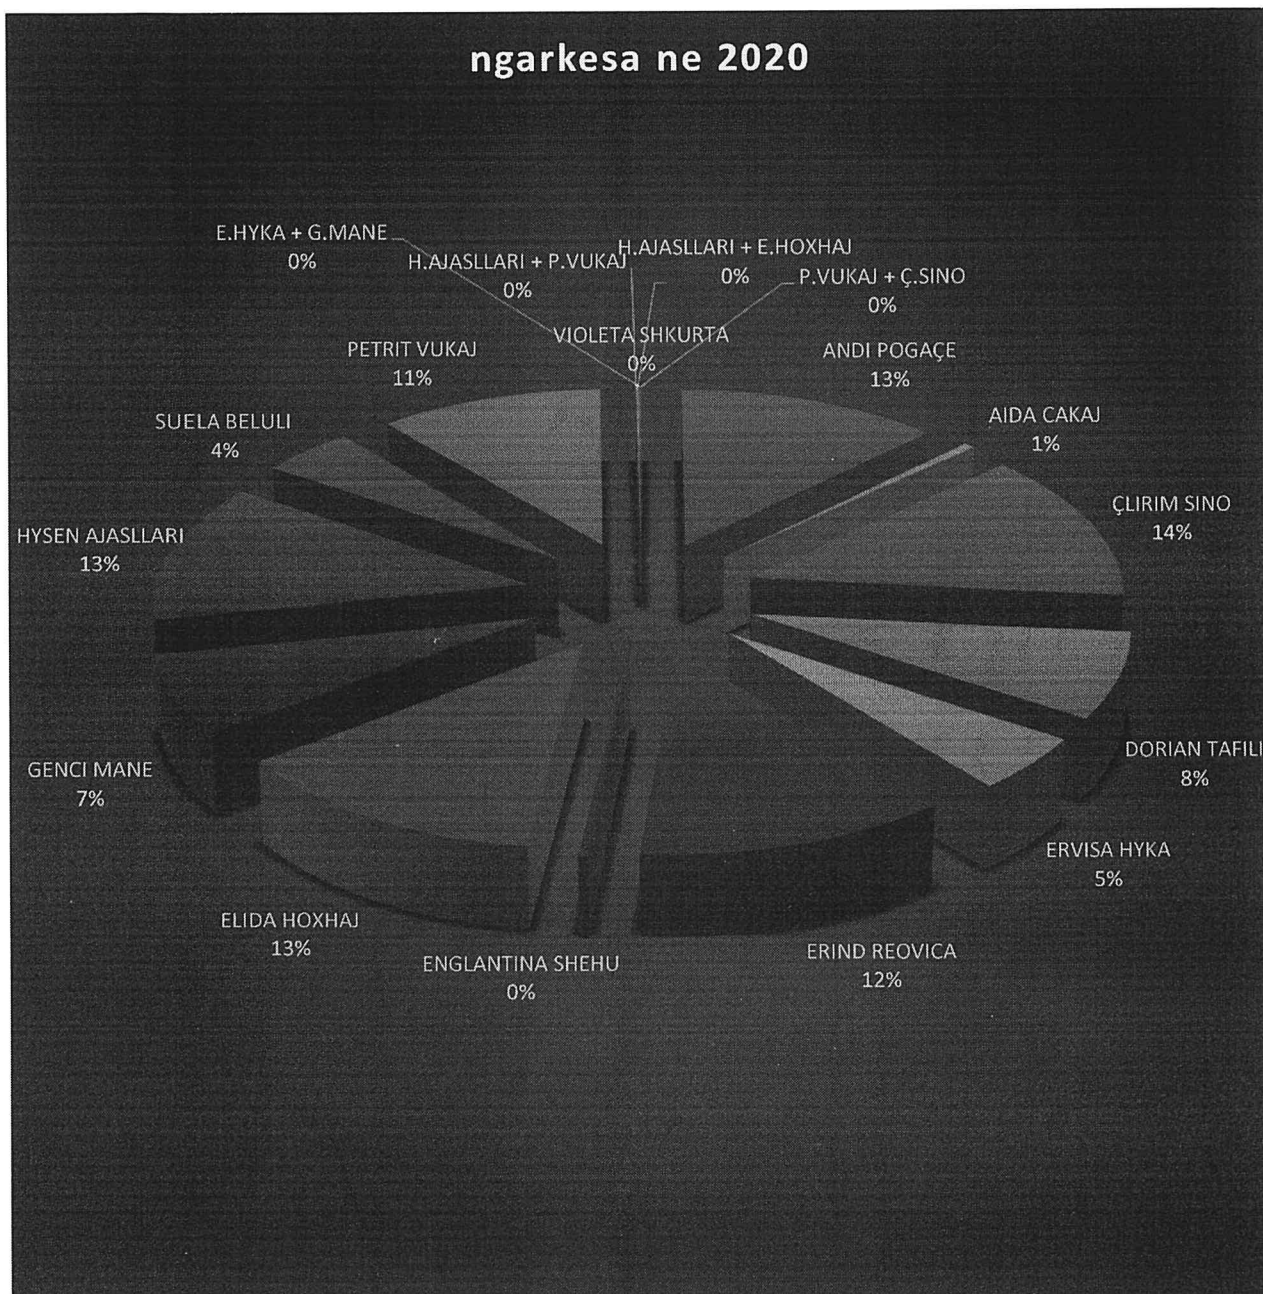 ngarkesa ne 2020
E.HYKA + G.MANE
0%
H.AJASLLARI + P.VUKAJ
0%
H.AJASLLARI + E.HOXHAJ
0%
P.VUKAJ + Ç.SINO
0%
VIOLETA SHKURTA
0%
PETRIT VUKAJ
11%
ANDI POGAÇE
13%
SUELA BELULI
4%
AIDA CAKAJ
1%
HYSEN AJASLLARI
13%
ÇLIRIM SINO
14%
GENCI MANE
7%
DORIAN TAFILI
8%
ERVISA HYKA
5%
ELIDA HOXHAJ
13%
ENGLANTINA SHEHU
0%
ERIND REOVICA
12%